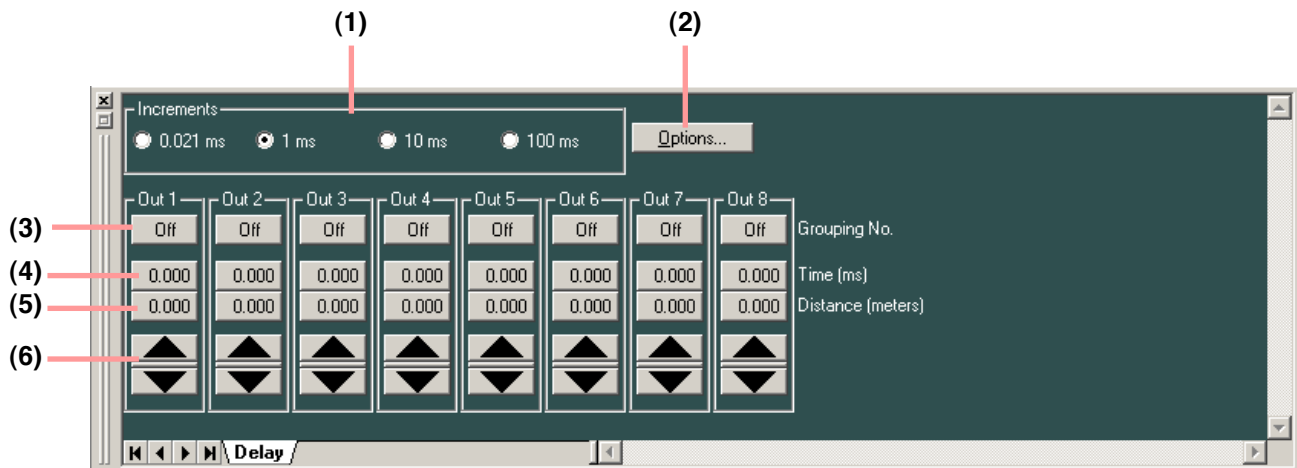 (1) (2)
Increments
0.021 ms 1 ms 10 ms 100 ms Options...
Out 1 Out 2 Out 3 Out 4 Out 5 Out 6 Out 7 Out 8
(3) Off Off Off Off Off Off Off Off Grouping No.
(4) 0.000 0.000 0.000 0.000 0.000 0.000 0.000 0.000 Time (ms)
(5) 0.000 0.000 0.000 0.000 0.000 0.000 0.000 0.000 Distance (meters)
(6)
Delay